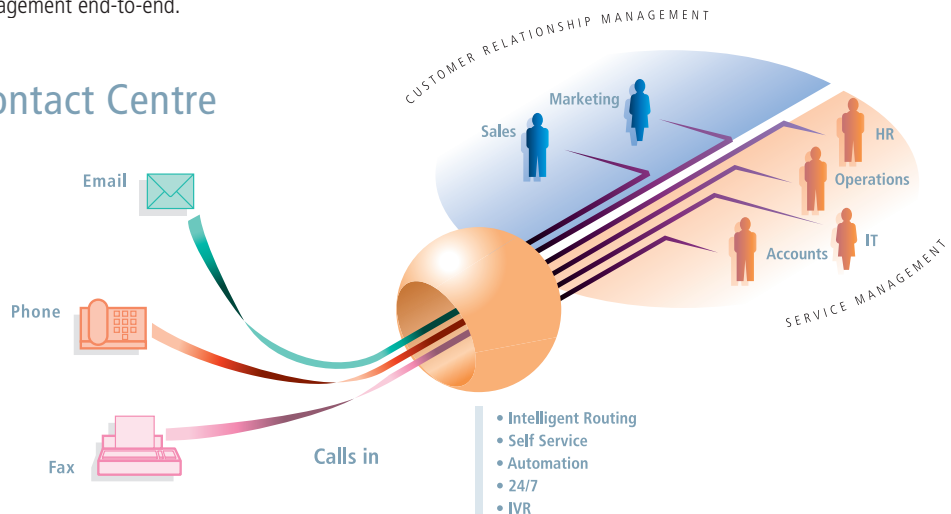 agement end-to-end.
CUSTOMER RELATIONSHIP MANAGEMENT
ontact Centre
Marketing
Sales
HR
Email
Operations
IT
Accounts
SERVICE MANAGEMENT
Phone
• Intelligent Routing
• Self Service
Calls in
• Automation
Fax
• 24/7
• IVR